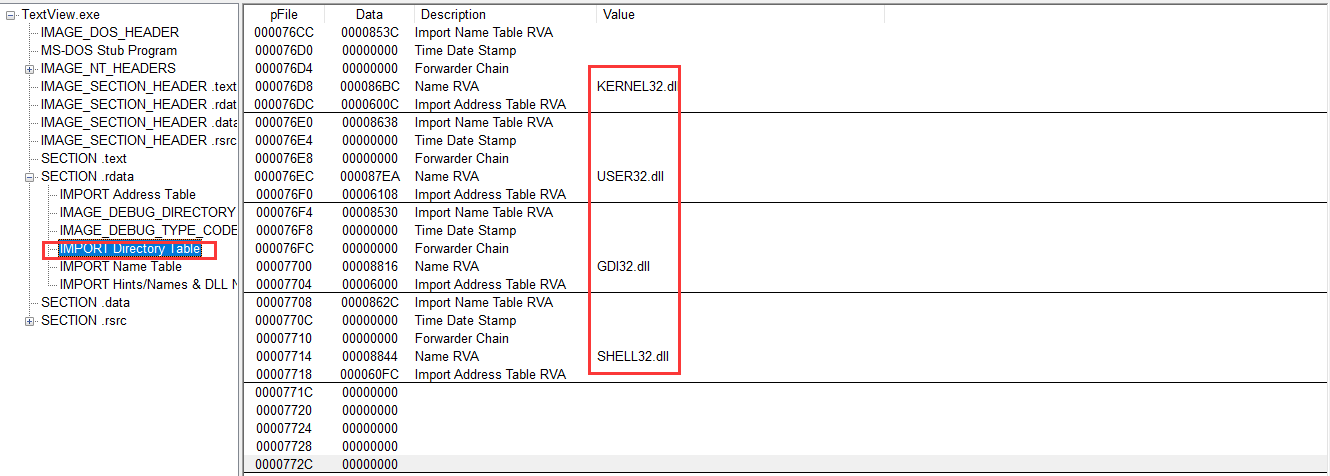 TextView.exe
IMAGE_DOS_HEADER
MS-DOS Stub Program
IMAGE_NT_HEADERS
IMAGE_SECTION_HEADER .text
IMAGE_SECTION_HEADER .rdat
IMAGE_SECTION_HEADER .data
IMAGE_SECTION_HEADER .rsrc
SECTION .text
SECTION .rdata
IMPORT Address Table
IMAGE_DEBUG_DIRECTORY
IMAGE_DEBUG_TYPE_CODE
IMPORT Directory Table
IMPORT Name Table
IMPORT Hints/Names & DLL N
SECTION .data
SECTION .rsrc
pFile Data Description Value
000076CC 0000853C Import Name Table RVA
000076D0 00000000 Time Date Stamp
000076D4 00000000 Forwarder Chain
000076D8 000086BC Name RVA KERNEL32.dll
000076DC 0000600C Import Address Table RVA
000076E0 00008638 Import Name Table RVA
000076E4 00000000 Time Date Stamp
000076E8 00000000 Forwarder Chain
000076EC 000087EA Name RVA USER32.dll
000076F0 00006108 Import Address Table RVA
000076F4 00008530 Import Name Table RVA
000076F8 00000000 Time Date Stamp
000076FC 00000000 Forwarder Chain
00007700 00008816 Name RVA GDI32.dll
00007704 00006000 Import Address Table RVA
00007708 0000862C Import Name Table RVA
0000770C 00000000 Time Date Stamp
00007710 00000000 Forwarder Chain
00007714 00008844 Name RVA SHELL32.dll
00007718 000060FC Import Address Table RVA
0000771C 00000000
00007720 00000000
00007724 00000000
00007728 00000000
0000772C 00000000